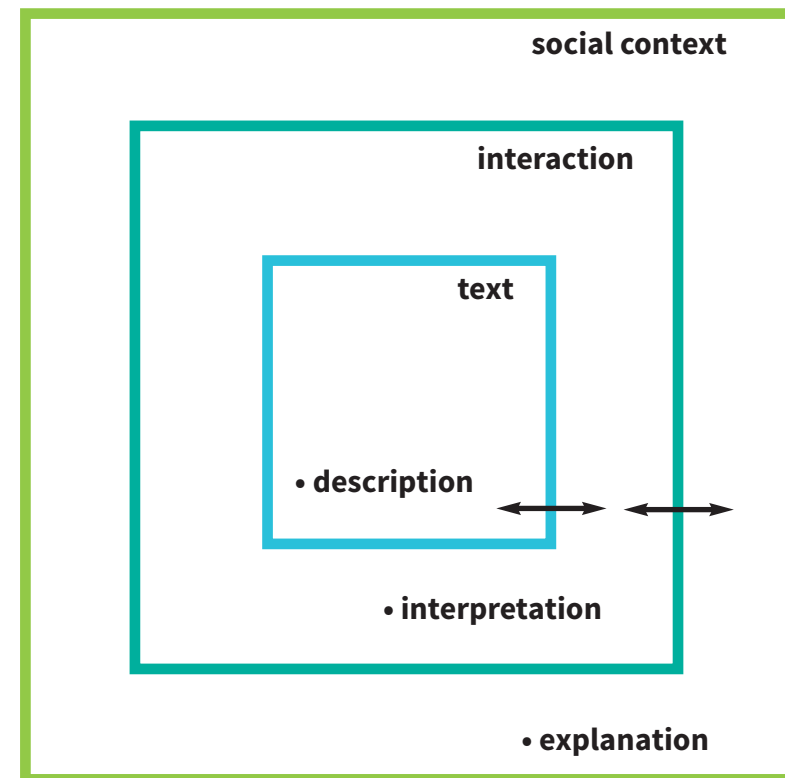 social context
interaction
text
• description
• interpretation
• explanation